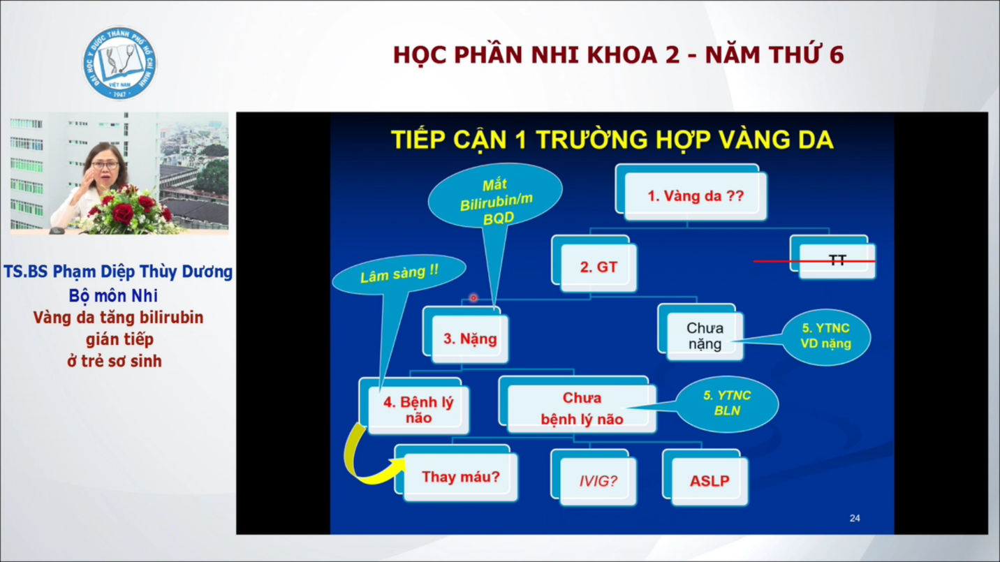 ĐẠI HỌC Y DƯỢC THÀNH PHỐ HỒ CHÍ MINH
VIỆT NAM
1947
HỌC PHẦN NHI KHOA 2 - NĂM THỨ 6
TS.BS Phạm Diệp Thùy Dương
Bộ môn Nhi
Vàng da tăng bilirubin
gián tiếp
ở trẻ sơ sinh
TIẾP CẬN 1 TRƯỜNG HỢP VÀNG DA
Mắt
Bilirubin/m
BQD
1. Vàng da ??
2. GT
TT
Lâm sàng !!
3. Nặng
Chưa
nặng
5. YTNC
VD nặng
4. Bệnh lý
não
Chưa
bệnh lý não
5. YTNC
BLN
Thay máu?
IVIG?
ASLP
24